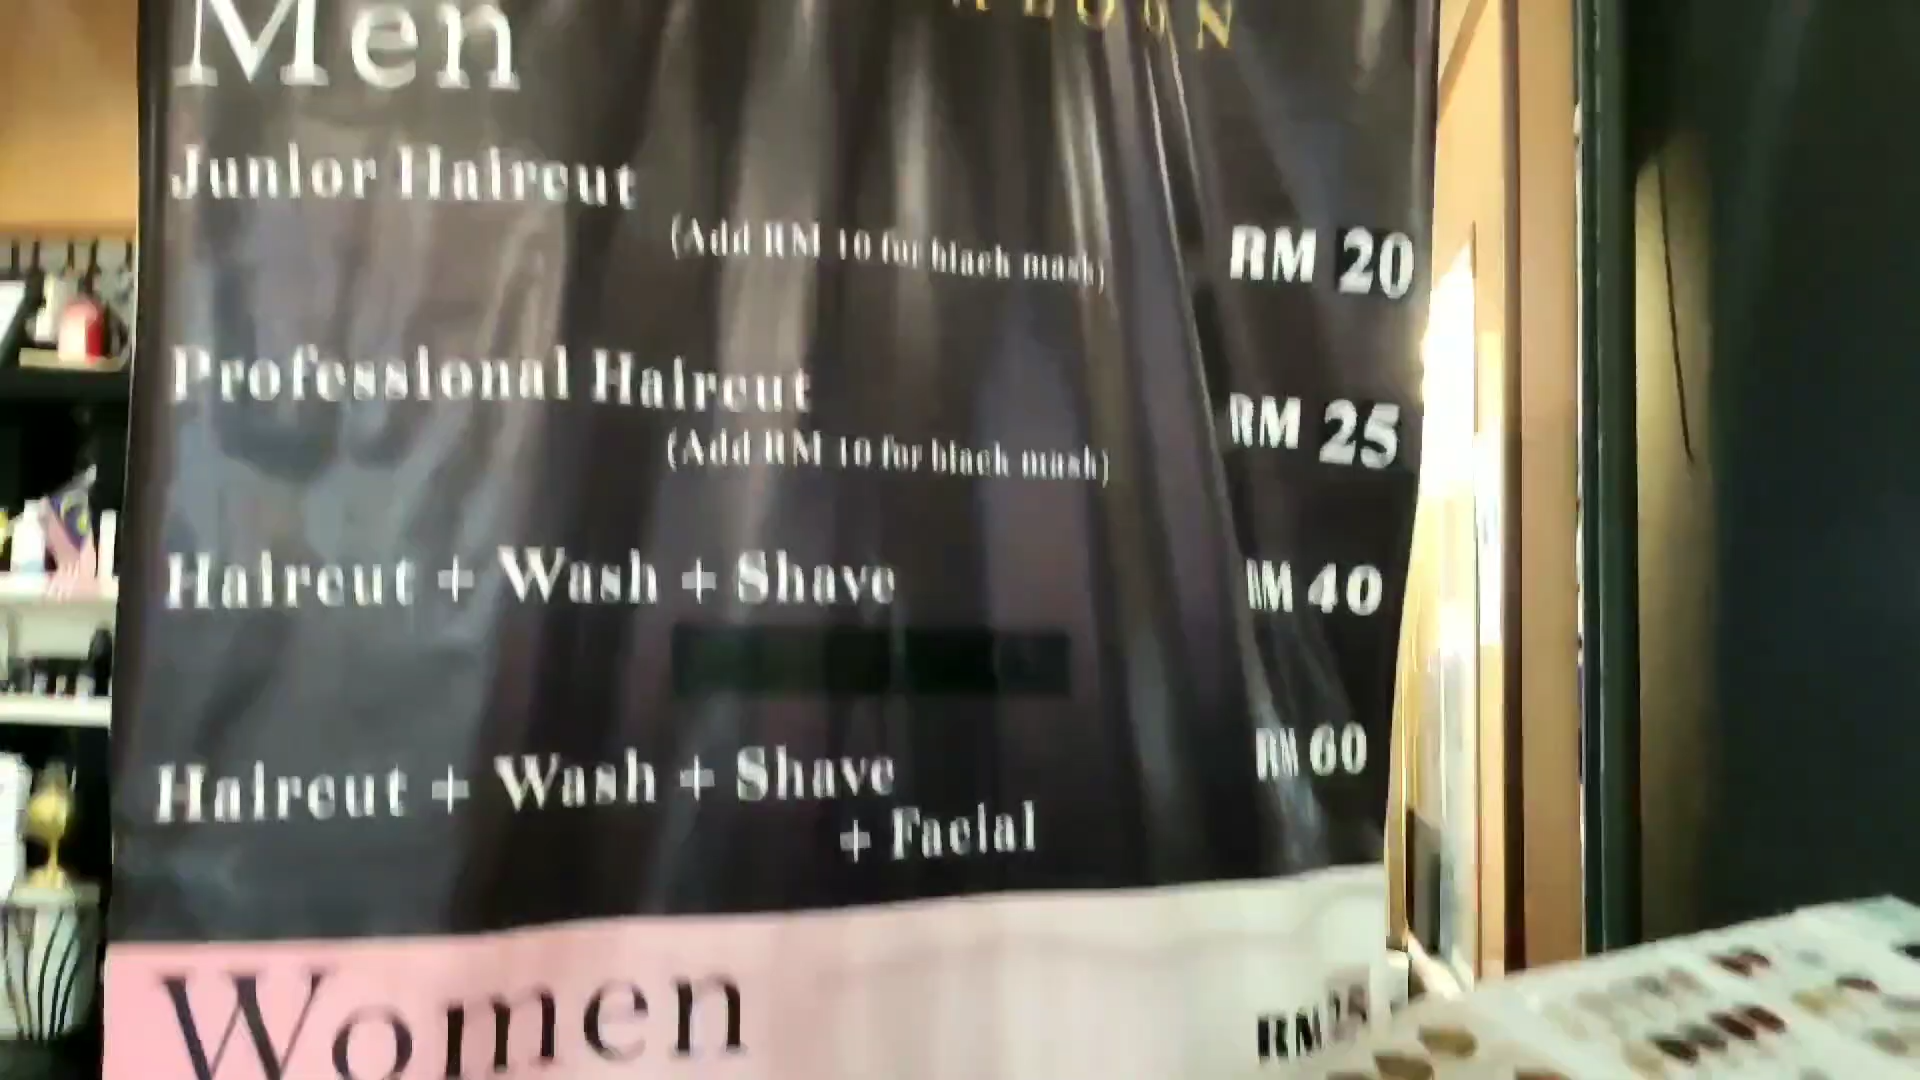 Men
Junior Haircut
(Add RM 10 for black mask)
RM 20
Professional Haircut
RM 25
(Add RM 10 for black mask)
Haircut + Wash + Shave
RM 40
Haircut + Wash + Shave
RM 60
+ Facial
Women